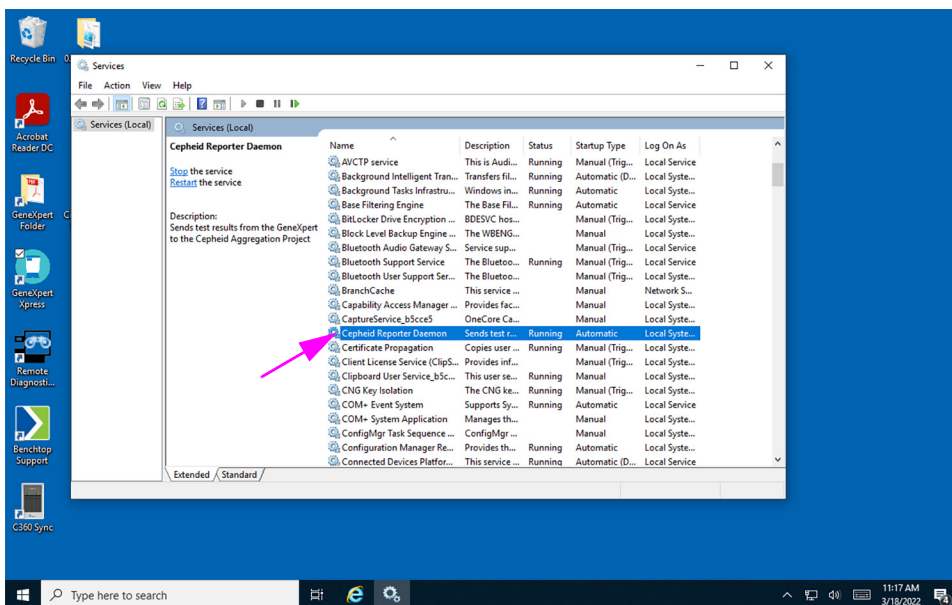 Recycle Bin
Acrobat
Reader DC
GeneXpert
Folder
GeneXpert
Xpress
Remote
Diagnosti...
Benchtop
Support
C360 Sync
Services
File Action View Help
Services (Local)
Services (Local)
Cepheid Reporter Daemon
Stop the service
Restart the service
Description:
Sends test results from the GeneXpert
to the Cepheid Aggregation Project
Name Description Status Startup Type Log On As
AVCTP service This is Audi... Running Manual (Trig... Local Service
Background Intelligent Tran... Transfers fil... Running Automatic (D... Local Syste...
Background Tasks Infrastru... Windows in... Running Automatic Local Syste...
Base Filtering Engine The Base Fil... Running Automatic Local Service
BitLocker Drive Encryption ... BDESVC hos... Manual (Trig... Local Syste...
Block Level Backup Engine ... The WBENG... Manual Local Syste...
Bluetooth Audio Gateway S... Service sup... Manual (Trig... Local Service
Bluetooth Support Service The Bluetoo... Running Manual (Trig... Local Service
Bluetooth User Support Ser... The Bluetoo... Manual (Trig... Local Syste...
BranchCache This service ... Manual Network S...
Capability Access Manager ... Provides fac... Manual Local Syste...
CaptureService_b5cce5 OneCore Ca... Manual Local Syste...
Cepheid Reporter Daemon Sends test r... Running Automatic Local Syste...
Certificate Propagation Copies user ... Running Manual (Trig... Local Syste...
Client License Service (ClipS... Provides inf... Manual (Trig... Local Syste...
Clipboard User Service_b5c... This user se... Running Manual Local Syste...
CNG Key Isolation The CNG ke... Running Manual (Trig... Local Syste...
COM+ Event System Supports Sy... Running Automatic Local Service
COM+ System Application Manages th... Manual Local Syste...
ConfigMgr Task Sequence ... ConfigMgr ... Manual Local Syste...
Configuration Manager Re... Provides th... Running Automatic Local Syste...
Connected Devices Platfor... This service ... Running Automatic (D... Local Service
Extended Standard
Type here to search
11:17 AM
3/18/2022